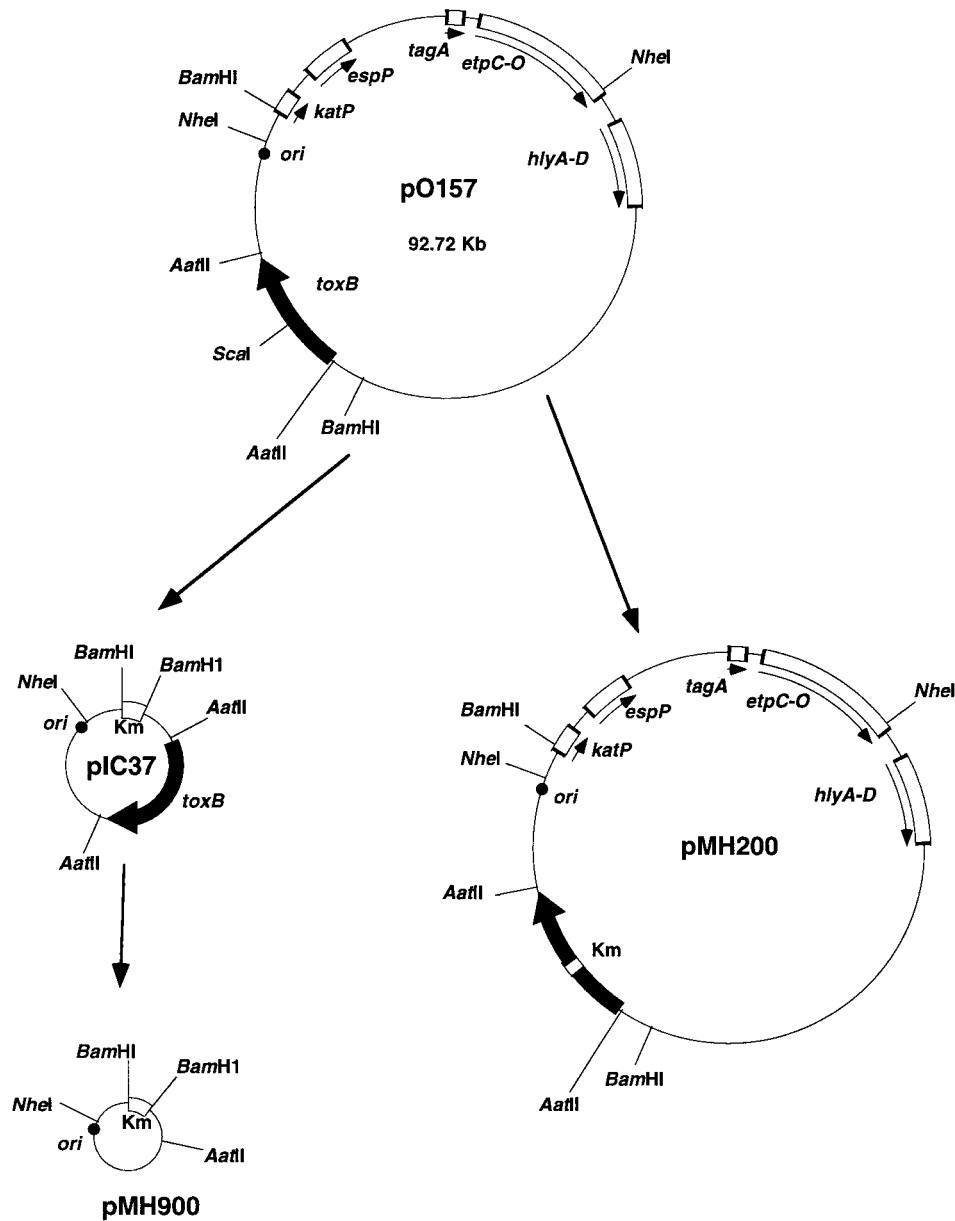 tagA
etpC-O
NheI
BamHI
espP
katP
NheI
ori
hlyA-D
pO157
92.72 Kb
AatII
toxB
ScaI
BamHI
AatII
BamHI
BamH1
NheI
AatII
ori
Km
pIC37
toxB
AatII
tagA
etpC-O
NheI
BamHI
espP
katP
NheI
ori
hlyA-D
pMH200
AatII
Km
BamHI
AatII
BamHI
BamH1
NheI
Km
ori
AatII
pMH900